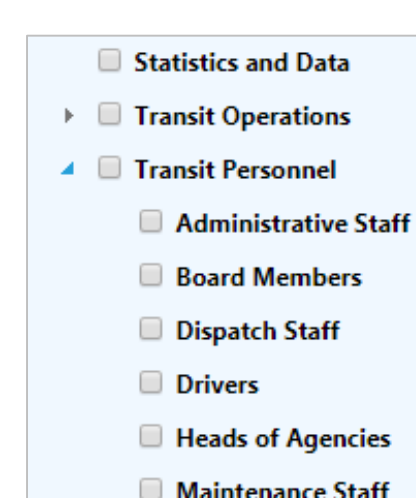 Statistics and Data
Transit Operations
Transit Personnel
Administrative Staff
Board Members
Dispatch Staff
Drivers
Heads of Agencies
Maintenance Staff